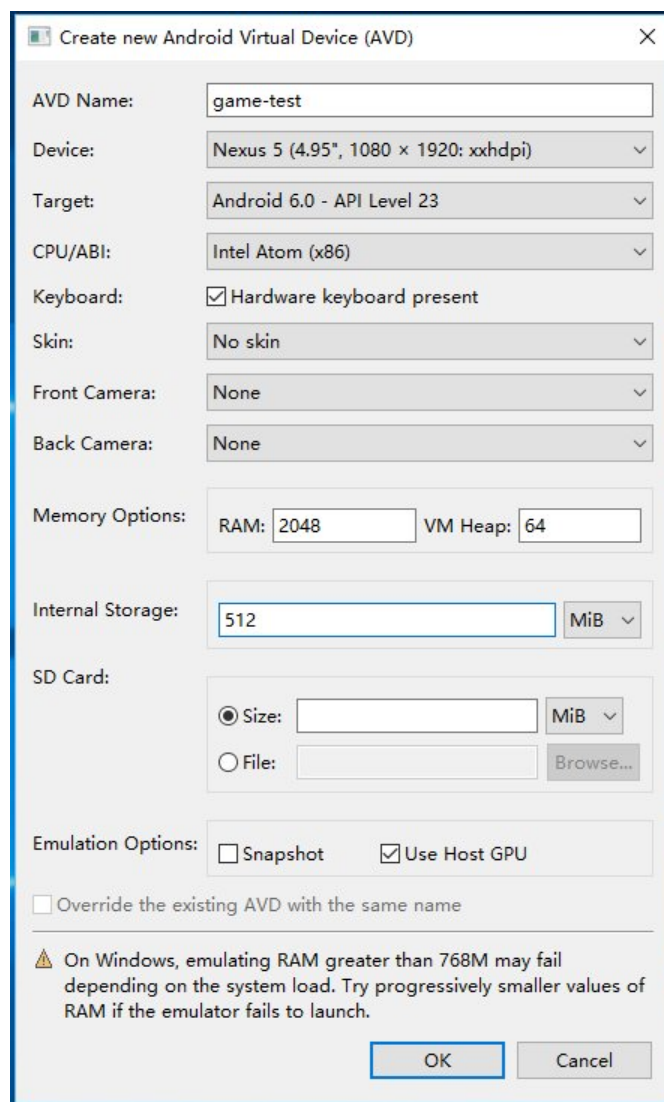 Create new Android Virtual Device (AVD)
AVD Name: game-test
Device: Nexus 5 (4.95", 1080 × 1920: xxhdpi)
Target: Android 6.0 - API Level 23
CPU/ABI: Intel Atom (x86)
Keyboard: Hardware keyboard present
Skin: No skin
Front Camera: None
Back Camera: None
Memory Options: RAM: 2048 VM Heap: 64
Internal Storage: 512 MiB
SD Card:
Size: MiB
File: Browse...
Emulation Options: Snapshot Use Host GPU
Override the existing AVD with the same name
On Windows, emulating RAM greater than 768M may fail
depending on the system load. Try progressively smaller values of
RAM if the emulator fails to launch.
OK Cancel